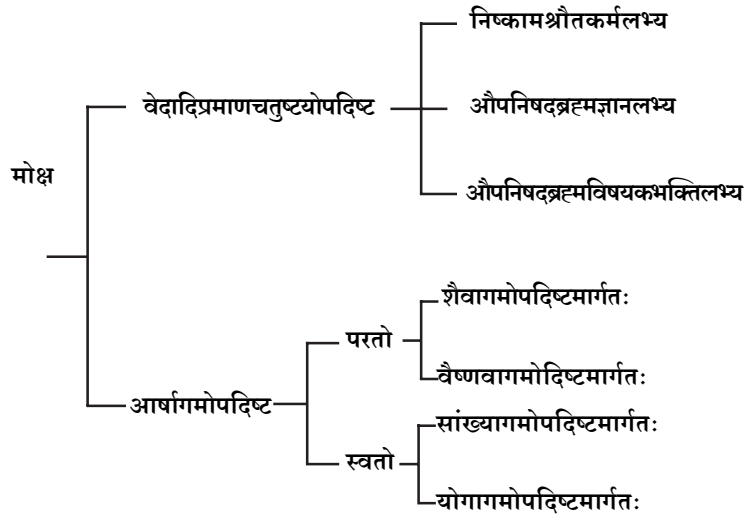 निष्कामश्रौतकर्मलभ्य
वेदादिप्रमाणचतुष्टयोपदिष्ट
औपनिषदब्रह्मज्ञानलभ्य
मोक्ष
औपनिषदब्रह्मविषयकभक्तिलभ्य
शैवागमोपदिष्टमार्गतः
परतो
वैष्णवागमोदिष्टमार्गतः
आर्षागमोपदिष्ट
सांख्यागमोपदिष्टमार्गतः
स्वतो
योगागमोपदिष्टमार्गतः